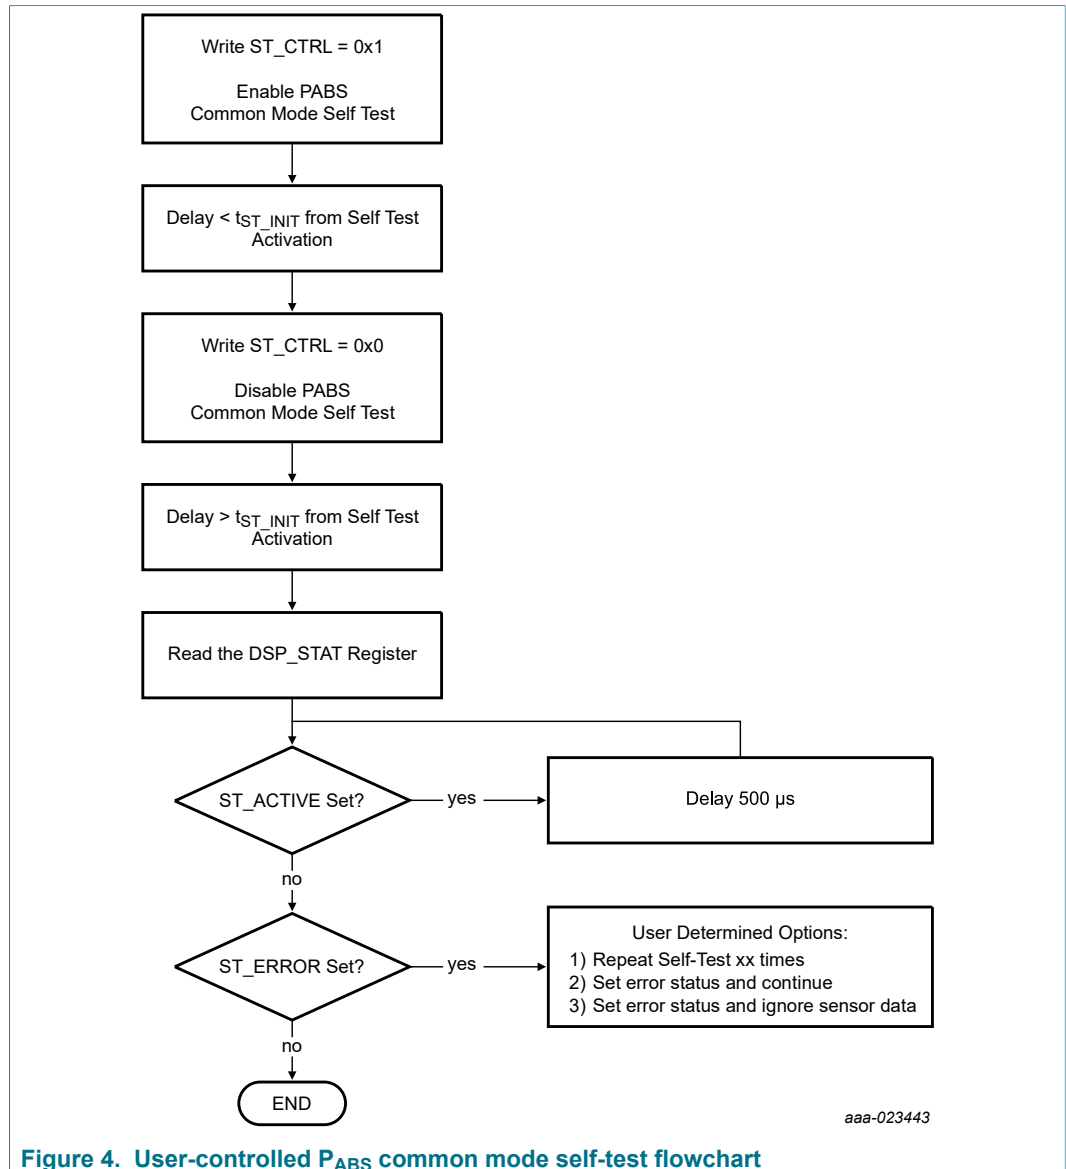 Write ST_CTRL = 0x1
Enable PABS
Common Mode Self Test
Delay < tST_INIT from Self Test
Activation
Write ST_CTRL = 0x0
Disable PABS
Common Mode Self Test
Delay > tST_INIT from Self Test
Activation
Read the DSP_STAT Register
ST_ACTIVE Set?
yes
Delay 500 µs
no
ST_ERROR Set?
yes
User Determined Options:
1) Repeat Self-Test xx times
2) Set error status and continue
3) Set error status and ignore sensor data
no
END
aaa-023443
Figure 4. User-controlled PABS common mode self-test flowchart